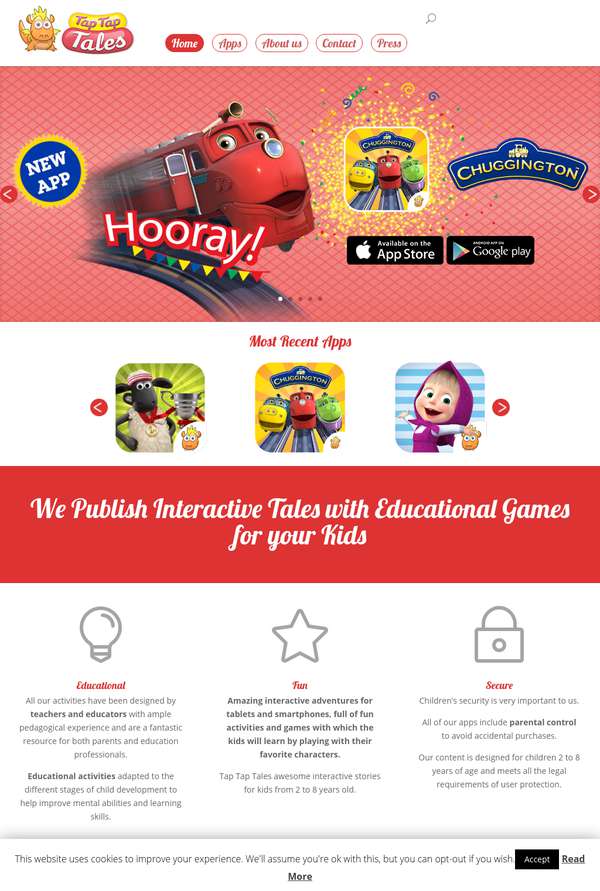 Tap Tap
Tales
Home
Apps
About us
Contact
Press
NEW
APP
Hooray!
CHUGGINGTON
CHUGGINGTON
Available on the
App Store
ANDROID APP ON
Google play
Most Recent Apps
CHUGGINGTON
We Publish Interactive Tales with Educational Games
for your Kids
Educational
All our activities have been designed by
teachers and educators with ample
pedagogical experience and are a fantastic
resource for both parents and education
professionals.
Educational activities adapted to the
different stages of child development to
help improve mental abilities and learning
skills.
Fun
Amazing interactive adventures for
tablets and smartphones, full of fun
activities and games with which the
kids will learn by playing with their
favorite characters.
Tap Tap Tales awesome interactive stories
for kids from 2 to 8 years old.
Secure
Children's security is very important to us.
All of our apps include parental control
to avoid accidental purchases.
Our content is designed for children 2 to 8
years of age and meets all the legal
requirements of user protection.
This website uses cookies to improve your experience. We'll assume you're ok with this, but you can opt-out if you wish. Accept Read
More